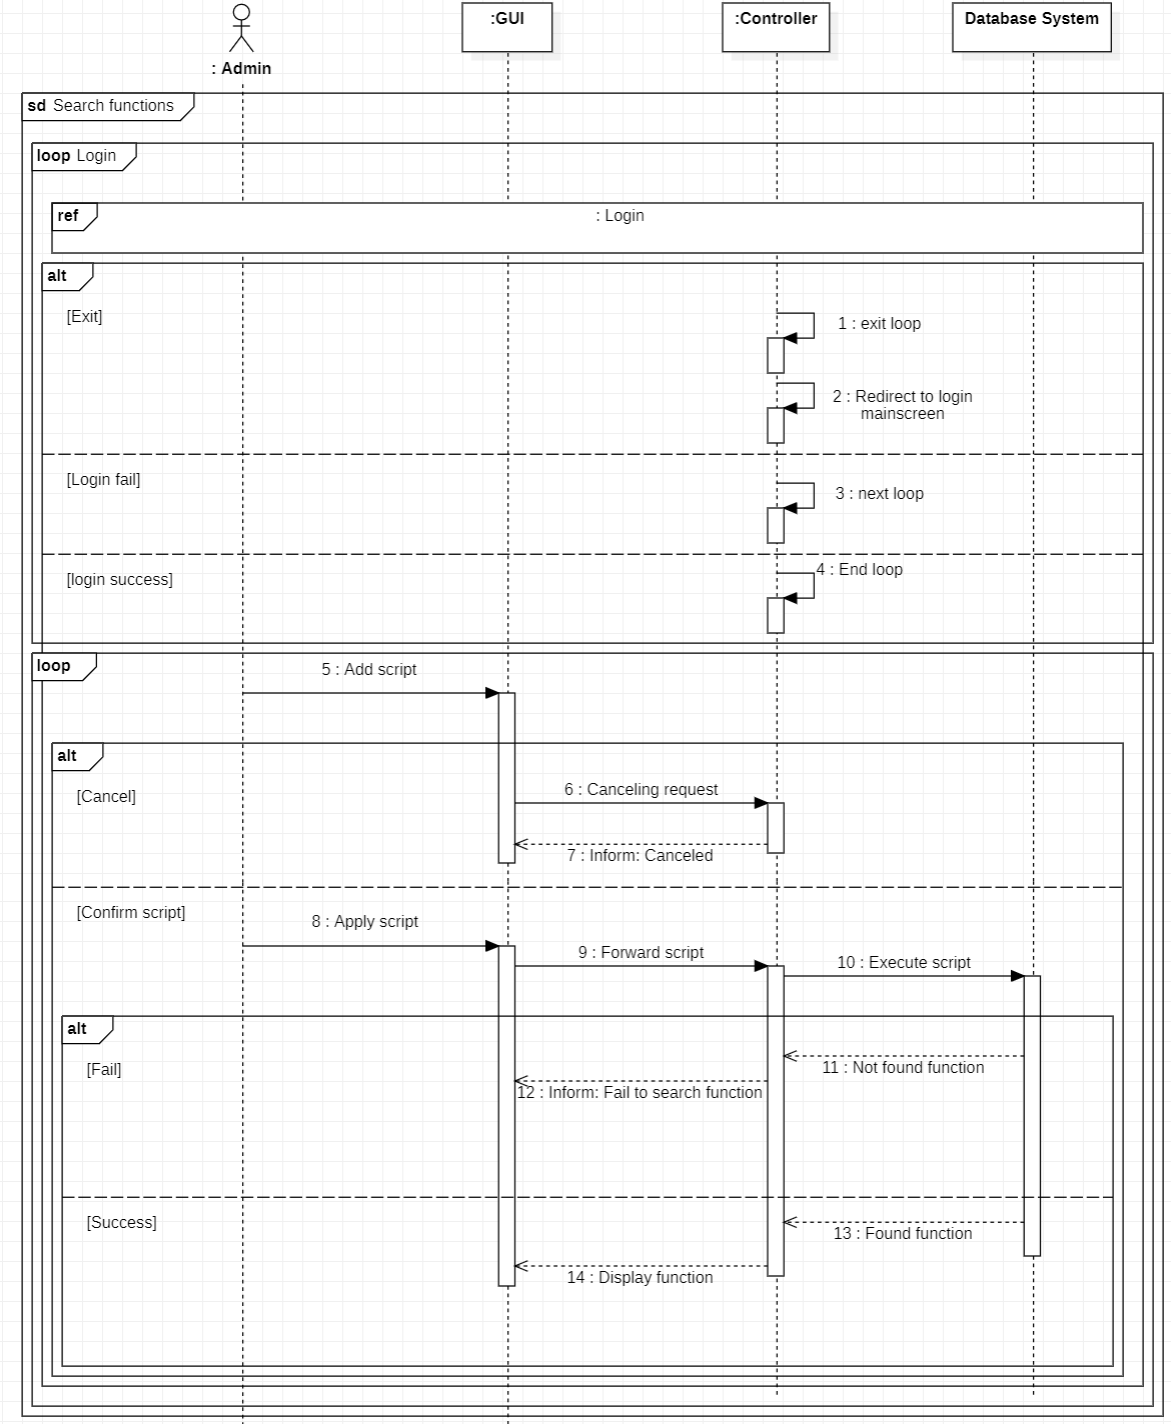 : Admin
:GUI
:Controller
Database System
sd Search functions
loop Login
ref
: Login
alt
[Exit]
1 : exit loop
2 : Redirect to login
mainscreen
[Login fail]
3 : next loop
[login success]
4 : End loop
loop
5 : Add script
alt
[Cancel]
6 : Canceling request
7 : Inform: Canceled
[Confirm script]
8 : Apply script
9 : Forward script
10 : Execute script
alt
[Fail]
11 : Not found function
12 : Inform: Fail to search function
[Success]
13 : Found function
14 : Display function